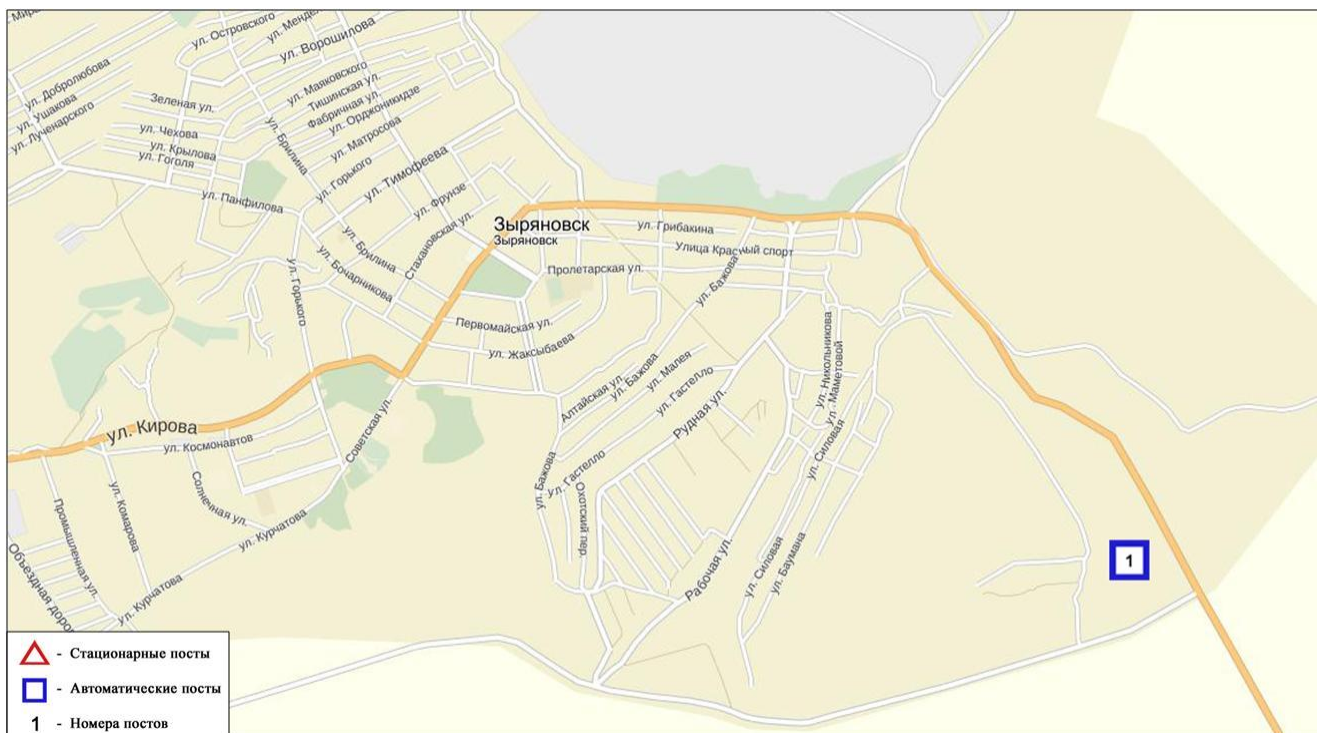 ул. Мира
ул. Островского
ул. Менде
ул. Ворошилова
ул. Добролюбова
ул. Ушакова
ул. Лученарского
Зеленая ул.
ул. Маяковского
Тишинская ул.
Фабричная ул.
ул. Орджоникидзе
ул. Чехова
ул. Крылова
ул. Гоголя
ул. Брилина
ул. Матросова
ул. Горького
ул. Тимофеева
ул. Панфилова
ул. Фрунзе
Зыряновск
Зыряновск
ул. Грибакина
Стахановская ул.
ул. Брилина
ул. Бочарникова
Улица Красный спорт
Пролетарская ул.
ул. Бажова
ул. Горького
Первомайская ул.
ул. Жаксыбаева
ул. Никольникова
ул. Маметовой
ул. Бажова
ул. Малея
Алтайская ул.
ул. Гастелло
Рудная ул.
ул. Кирова
ул. Космонавтов
Советская ул.
ул. Силовая
ул. Бажова
ул. Гастелло
Охотский пер.
Солнечная ул.
ул. Комарова
Промышленная ул.
ул. Курчатова
Объездная дорог
ул. Курчатова
Рабочая ул.
ул. Силовая
ул. Баумана
1
- Стационарные посты
- Автоматические посты
1 - Номера постов